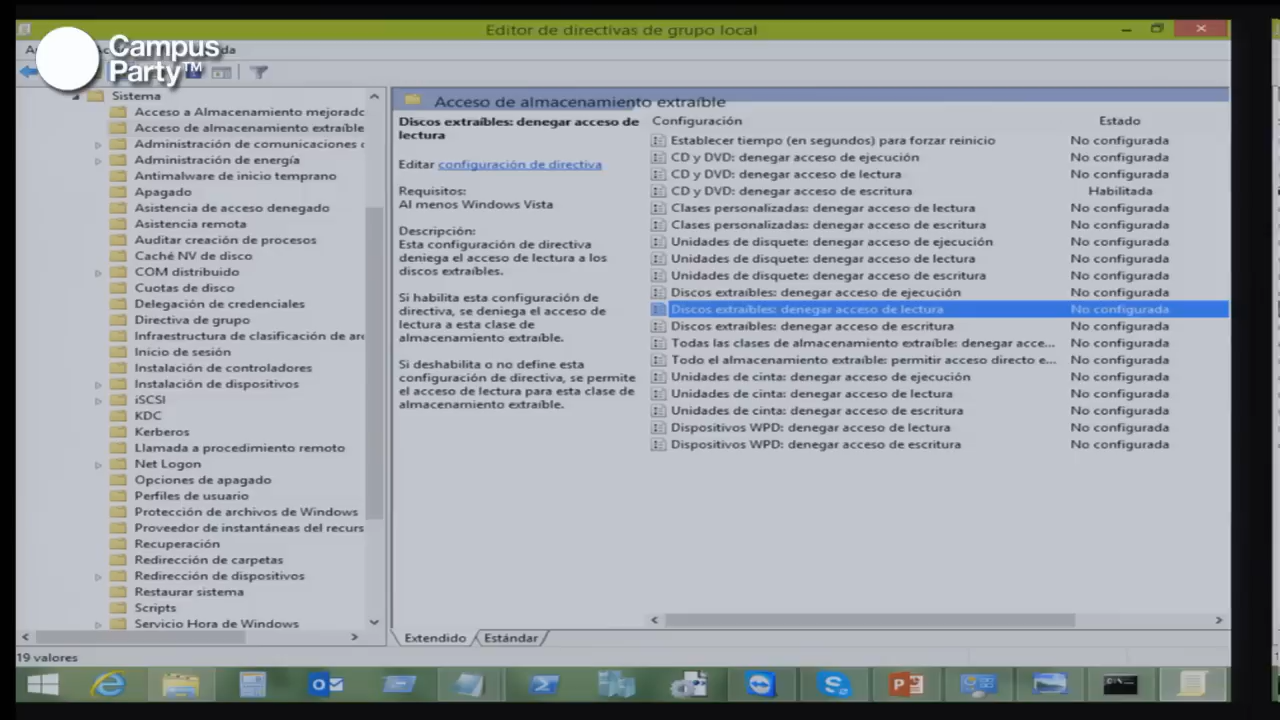 Editor de directivas de grupo local
Campus
Party™
da
Sistema
Acceso a Almacenamiento mejorado
Acceso de almacenamiento extraíble
Administración de comunicaciones
Administración de energía
Antimalware de inicio temprano
Apagado
Asistencia de acceso denegado
Asistencia remota
Auditar creación de procesos
Caché NV de disco
COM distribuido
Cuotas de disco
Delegación de credenciales
Directiva de grupo
Infraestructura de clasificación de arc
Inicio de sesión
Instalación de controladores
Instalación de dispositivos
iSCSI
KDC
Kerberos
Llamada a procedimiento remoto
Net Logon
Opciones de apagado
Perfiles de usuario
Protección de archivos de Windows
Proveedor de instantáneas del recurs
Recuperación
Redirección de carpetas
Redirección de dispositivos
Restaurar sistema
Scripts
Servicio Hora de Windows
Acceso de almacenamiento extraíble
Discos extraíbles: denegar acceso de
lectura
Editar configuración de directiva
Requisitos:
Al menos Windows Vista
Descripción:
Esta configuración de directiva
deniega el acceso de lectura a los
discos extraíbles.
Si habilita esta configuración de
directiva, se deniega el acceso de
lectura a esta clase de
almacenamiento extraíble.
Si deshabilita o no define esta
configuración de directiva, se permite
el acceso de lectura para esta clase de
almacenamiento extraíble.
Configuración Estado
Establecer tiempo (en segundos) para forzar reinicio No configurada
CD y DVD: denegar acceso de ejecución No configurada
CD y DVD: denegar acceso de lectura No configurada
CD y DVD: denegar acceso de escritura Habilitada
Clases personalizadas: denegar acceso de lectura No configurada
Clases personalizadas: denegar acceso de escritura No configurada
Unidades de disquete: denegar acceso de ejecución No configurada
Unidades de disquete: denegar acceso de lectura No configurada
Unidades de disquete: denegar acceso de escritura No configurada
Discos extraíbles: denegar acceso de ejecución No configurada
Discos extraíbles: denegar acceso de lectura No configurada
Discos extraíbles: denegar acceso de escritura No configurada
Todas las clases de almacenamiento extraíble: denegar acce... No configurada
Todo el almacenamiento extraíble: permitir acceso directo e... No configurada
Unidades de cinta: denegar acceso de ejecución No configurada
Unidades de cinta: denegar acceso de lectura No configurada
Unidades de cinta: denegar acceso de escritura No configurada
Dispositivos WPD: denegar acceso de lectura No configurada
Dispositivos WPD: denegar acceso de escritura No configurada
Extendido Estándar
19 valores